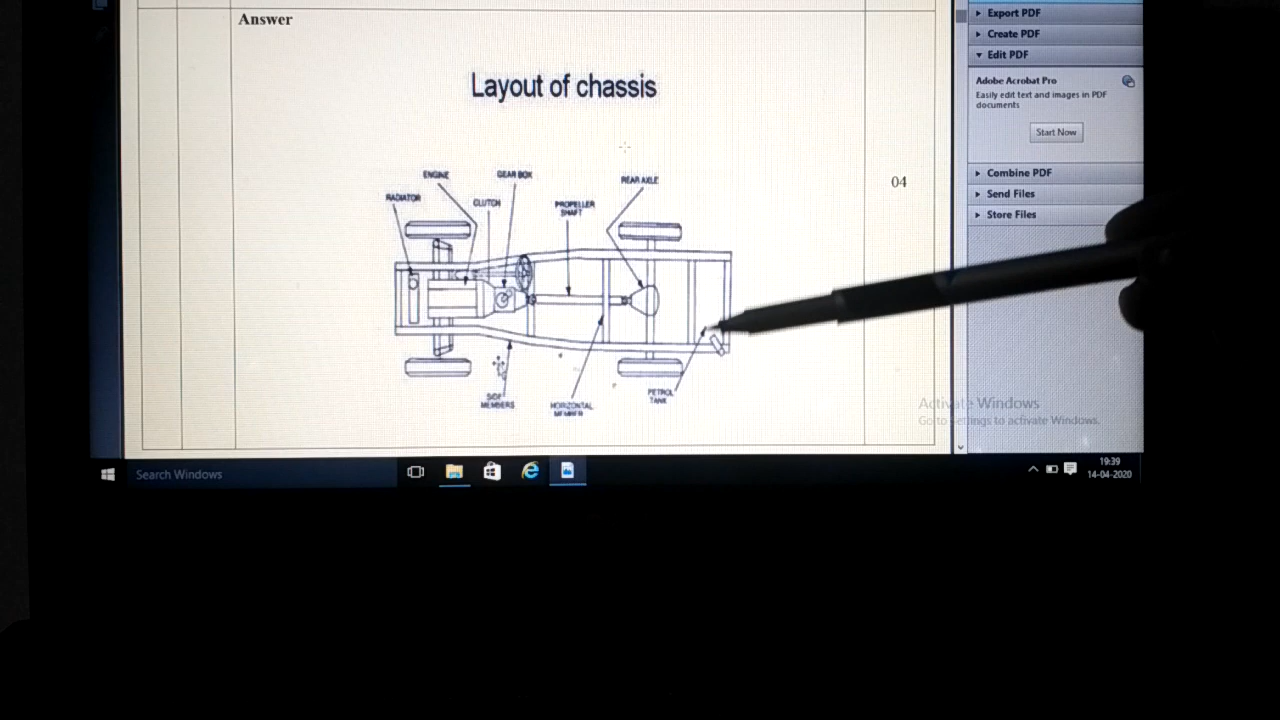 Answer
Layout of chassis
04
ENGINE
GEAR BOX
REAR AXLE
RADIATOR
CLUTCH
PROPELLER
SHAFT
SIDE
MEMBERS
HORIZONTAL
MEMBER
PETROL
TANK
Export PDF
Create PDF
Edit PDF
Adobe Acrobat Pro
Easily edit text and images in PDF
documents
Start Now
Combine PDF
Send Files
Store Files
Activate Windows
Go to Settings to activate Windows.
Search Windows
19:39
14-04-2020